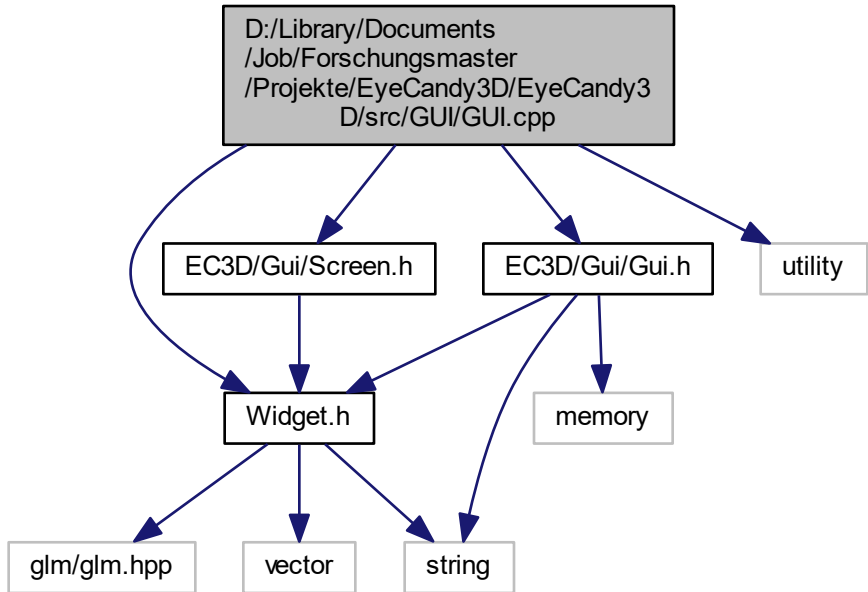 D:/Library/Documents
/Job/Forschungsmaster
/Projekte/EyeCandy3D/EyeCandy3
D/src/GUI/GUI.cpp
EC3D/Gui/Screen.h
EC3D/Gui/Gui.h
utility
Widget.h
memory
glm/glm.hpp
vector
string